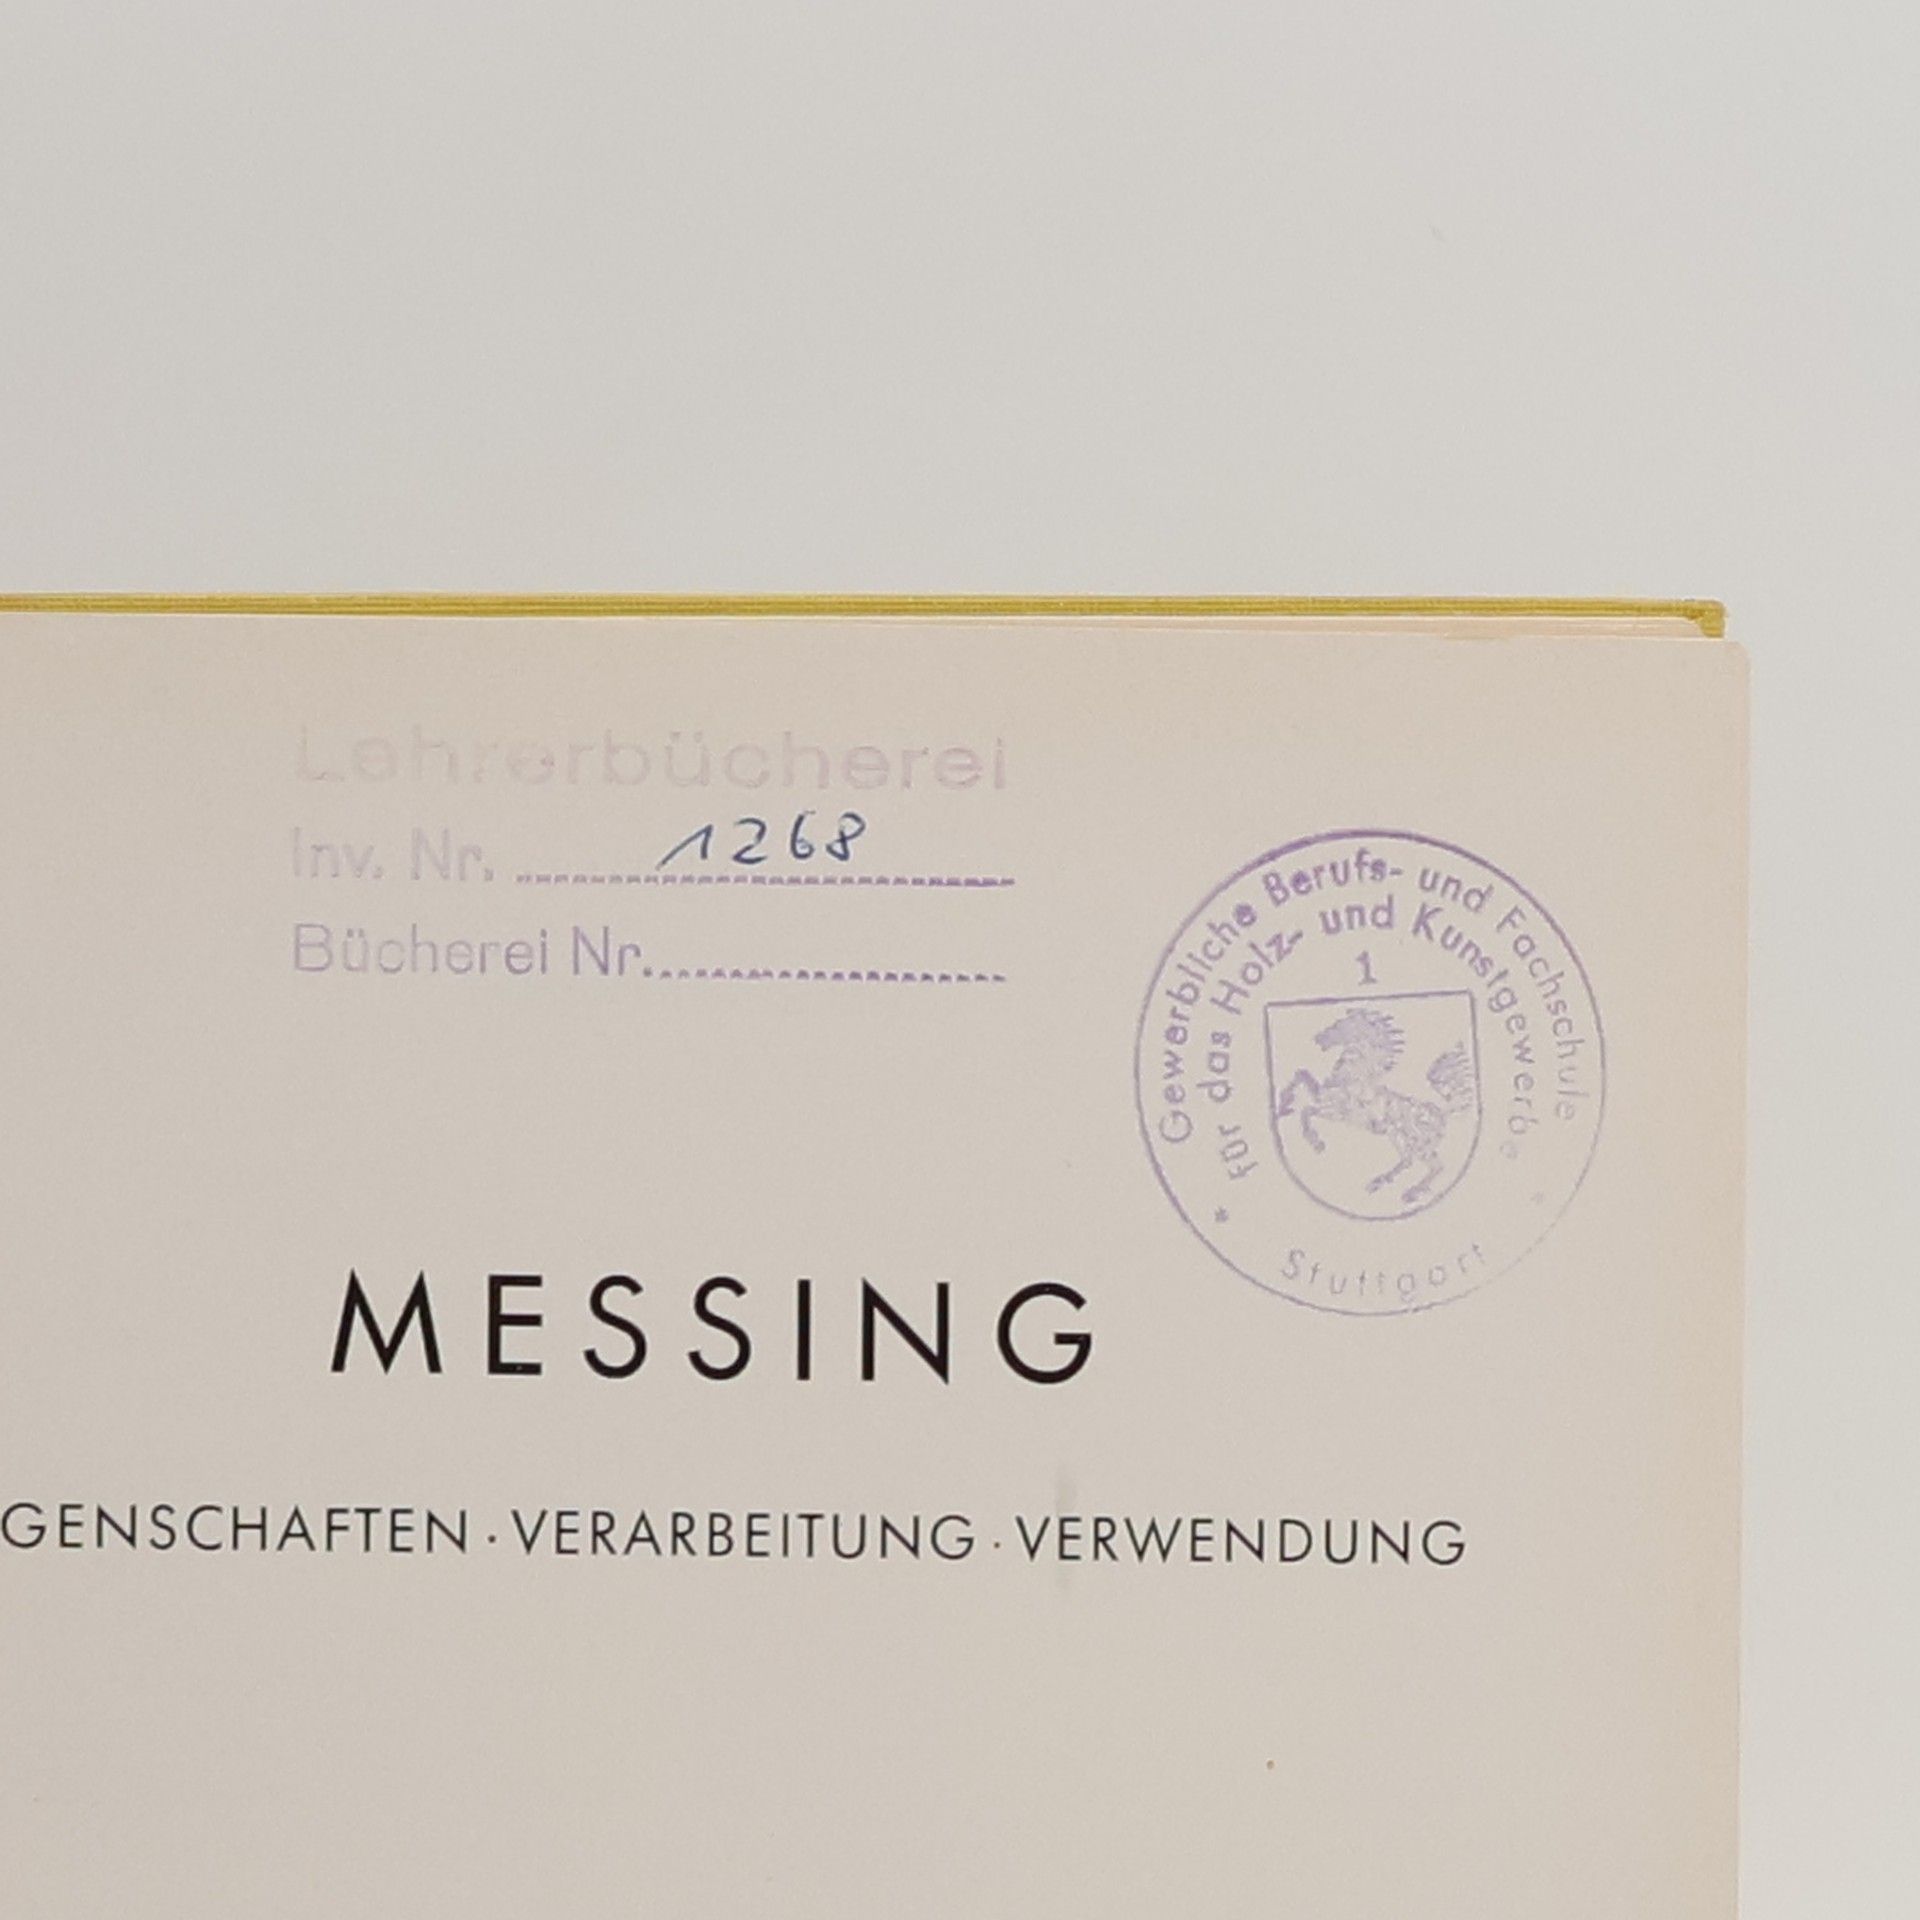 Lehrerbücherei
Inv. Nr. 1268
Bücherei Nr.
Gewerbliche Berufs- und Fachschule
für das Holz- und Kunstgewerbe
1
* Stuttgart *
MESSING
GENSCHAFTEN · VERARBEITUNG · VERWENDUNG